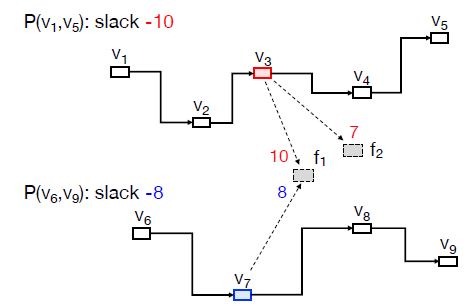 P(v₁,v₅): slack -10
v₅
v₁
v₃
v₄
v₂
7
10
f₁
f₂
P(v₆,v₉): slack -8
8
v₆
v₈
v₉
v₇